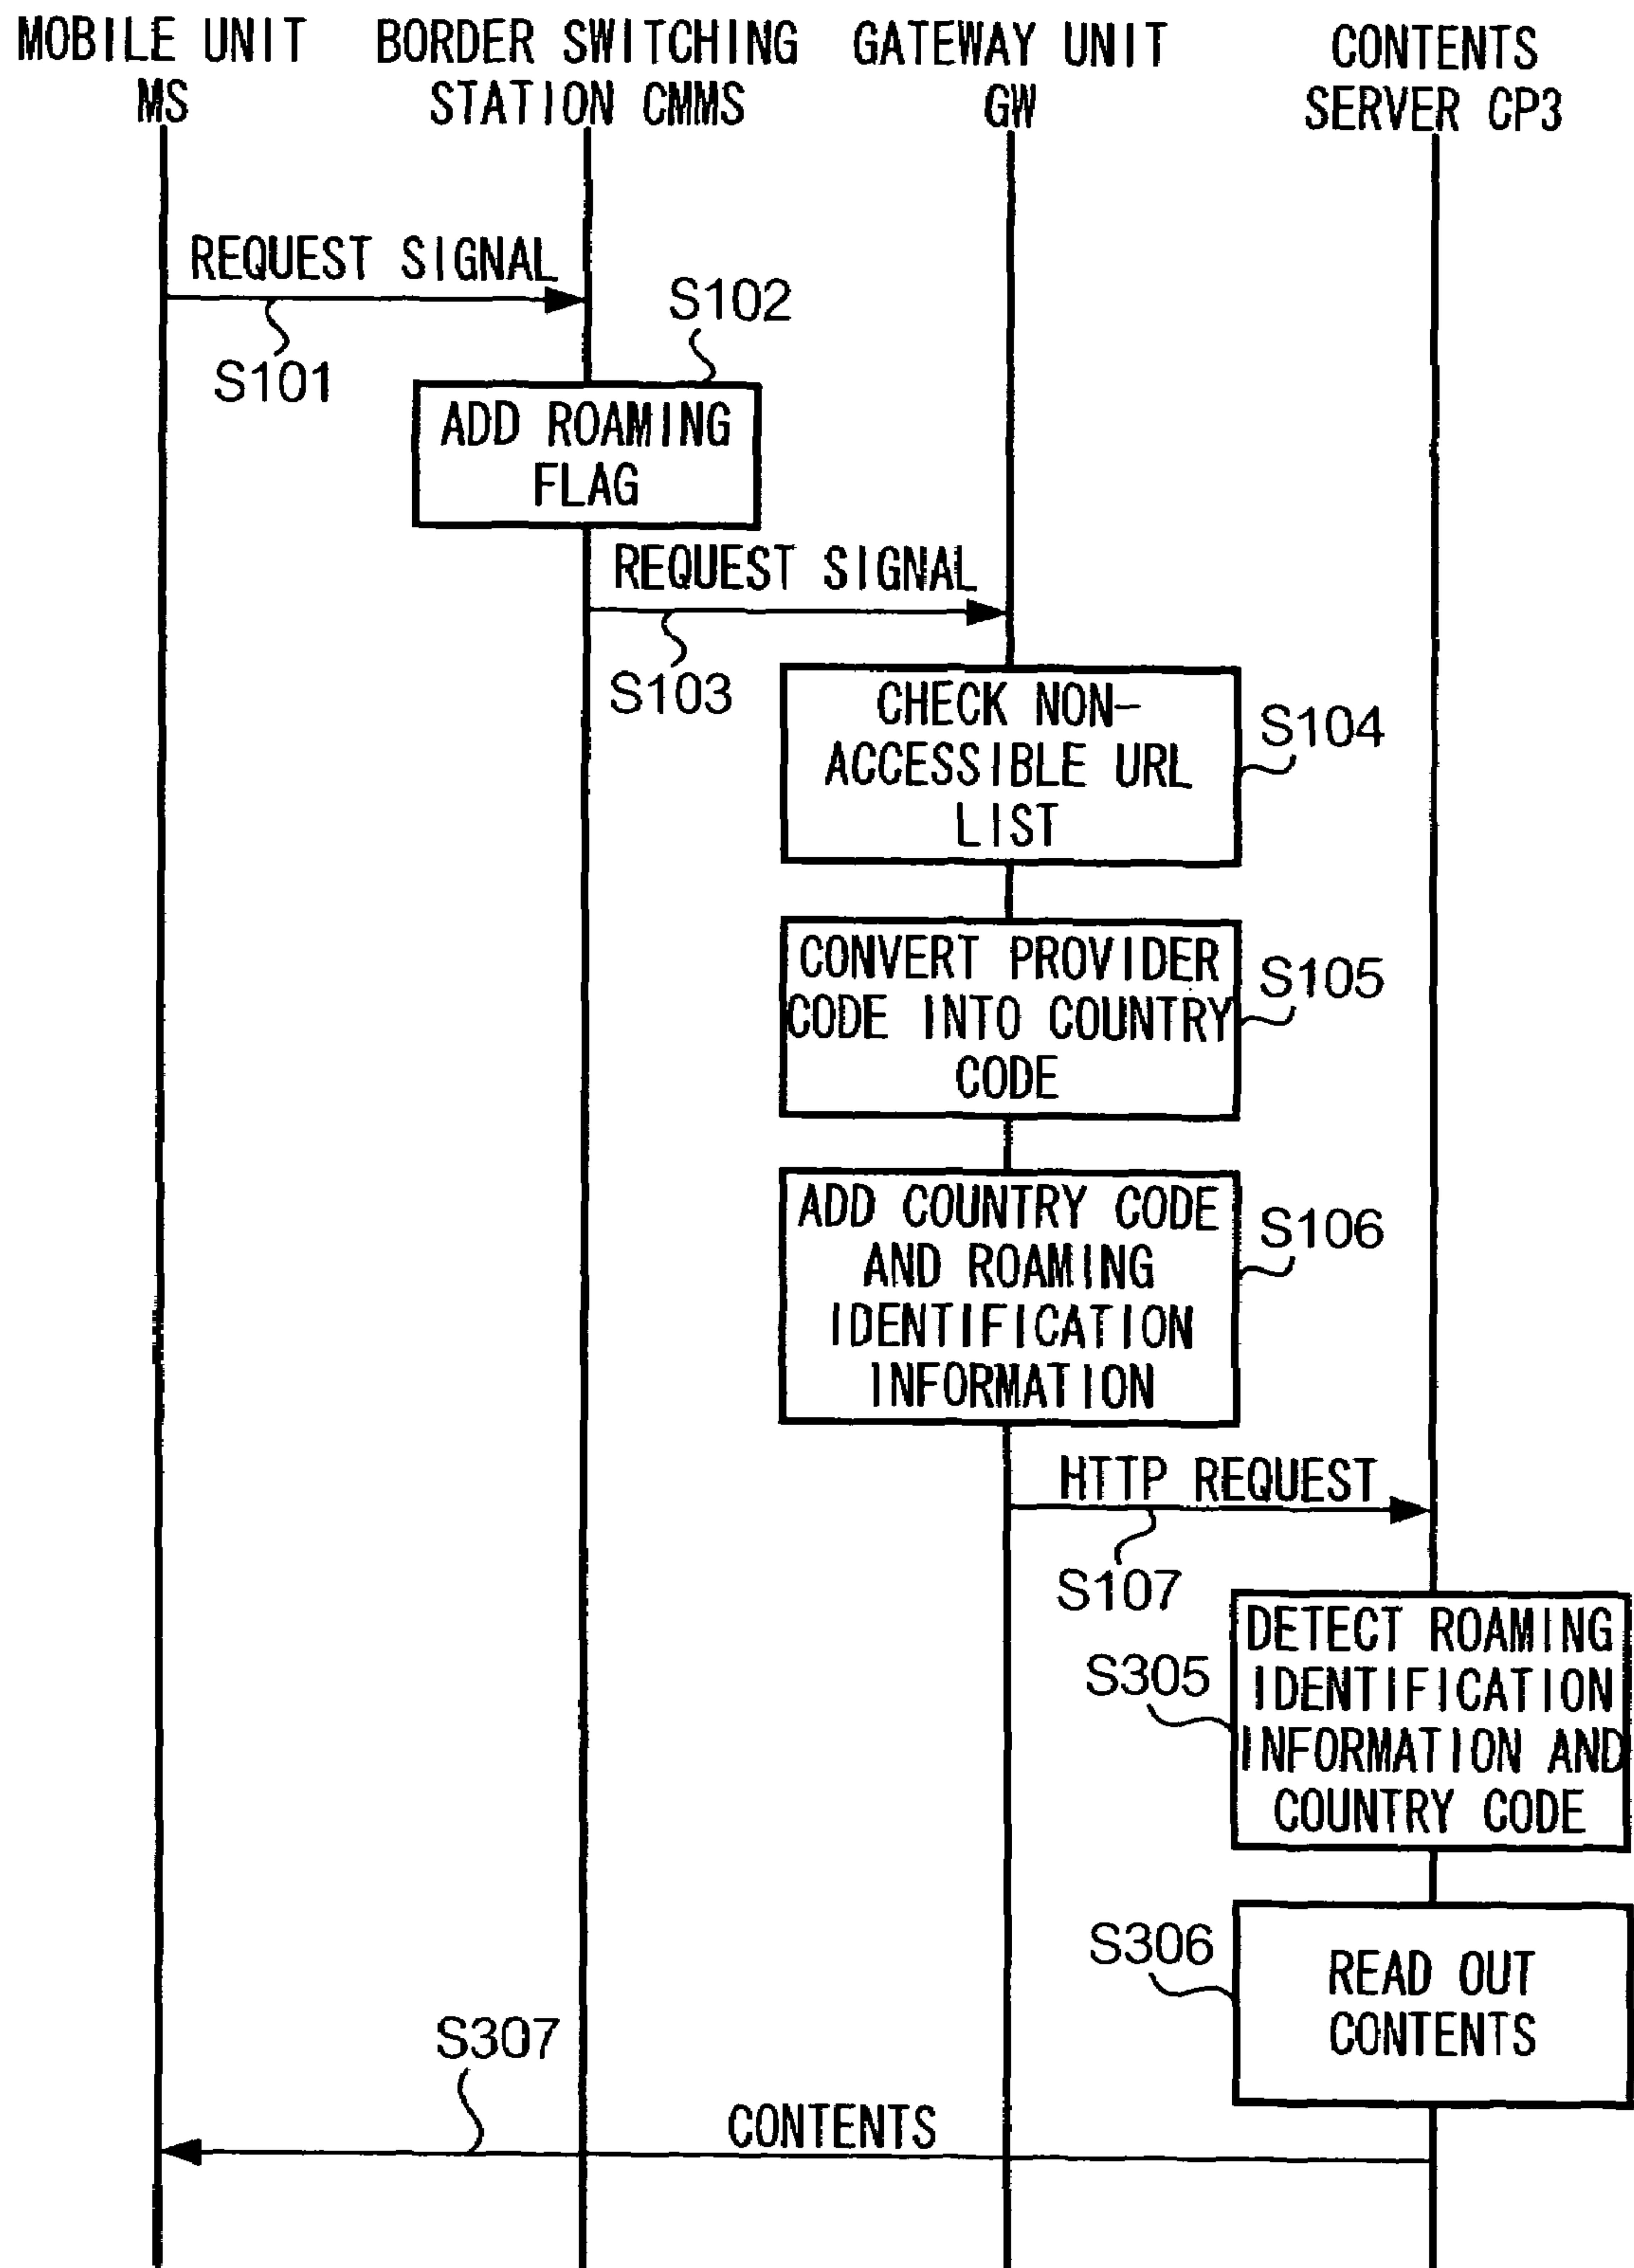 MOBILE UNIT
MS
BORDER SWITCHING
STATION CMMS
GATEWAY UNIT
GW
CONTENTS
SERVER CP3
REQUEST SIGNAL
S101
S102
ADD ROAMING
FLAG
REQUEST SIGNAL
S103
CHECK NON-
ACCESSIBLE URL
LIST
S104
CONVERT PROVIDER
CODE INTO COUNTRY
CODE
S105
ADD COUNTRY CODE
AND ROAMING
IDENTIFICATION
INFORMATION
S106
HTTP REQUEST
S107
DETECT ROAMING
IDENTIFICATION
INFORMATION AND
COUNTRY CODE
S305
S306
READ OUT
CONTENTS
S307
CONTENTS